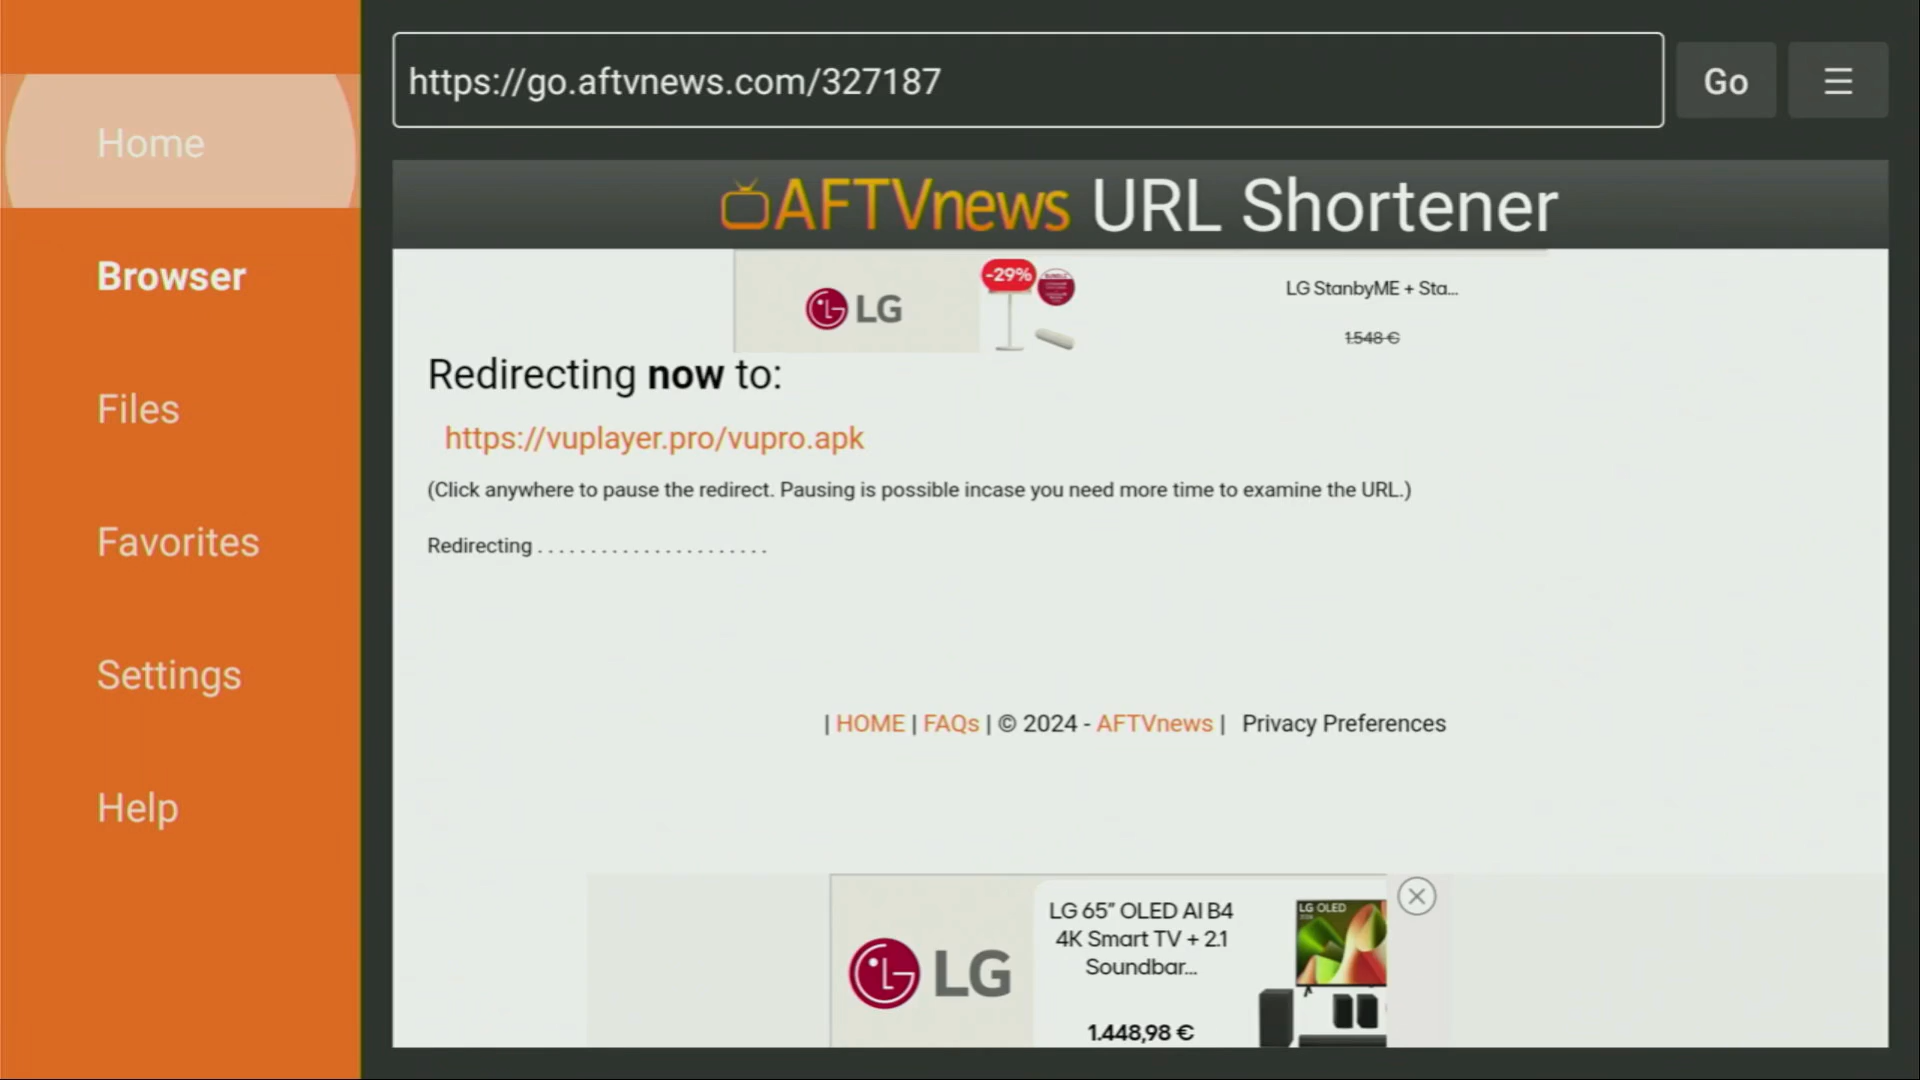 https://go.aftvnews.com/327187
Go
Home
Browser
Files
Favorites
Settings
Help
AFTVnews URL Shortener
LG
-29%
LG StanbyME + Sta...
1.548 €
Redirecting now to:
https://vuplayer.pro/vupro.apk
(Click anywhere to pause the redirect. Pausing is possible incase you need more time to examine the URL.)
Redirecting . . . . . . . . . . . . . . . . . . . . . .
| HOME | FAQs | © 2024 - AFTVnews | Privacy Preferences
LG
LG 65” OLED AI B4
4K Smart TV + 2.1
Soundbar...
1.448,98 €
LG OLED